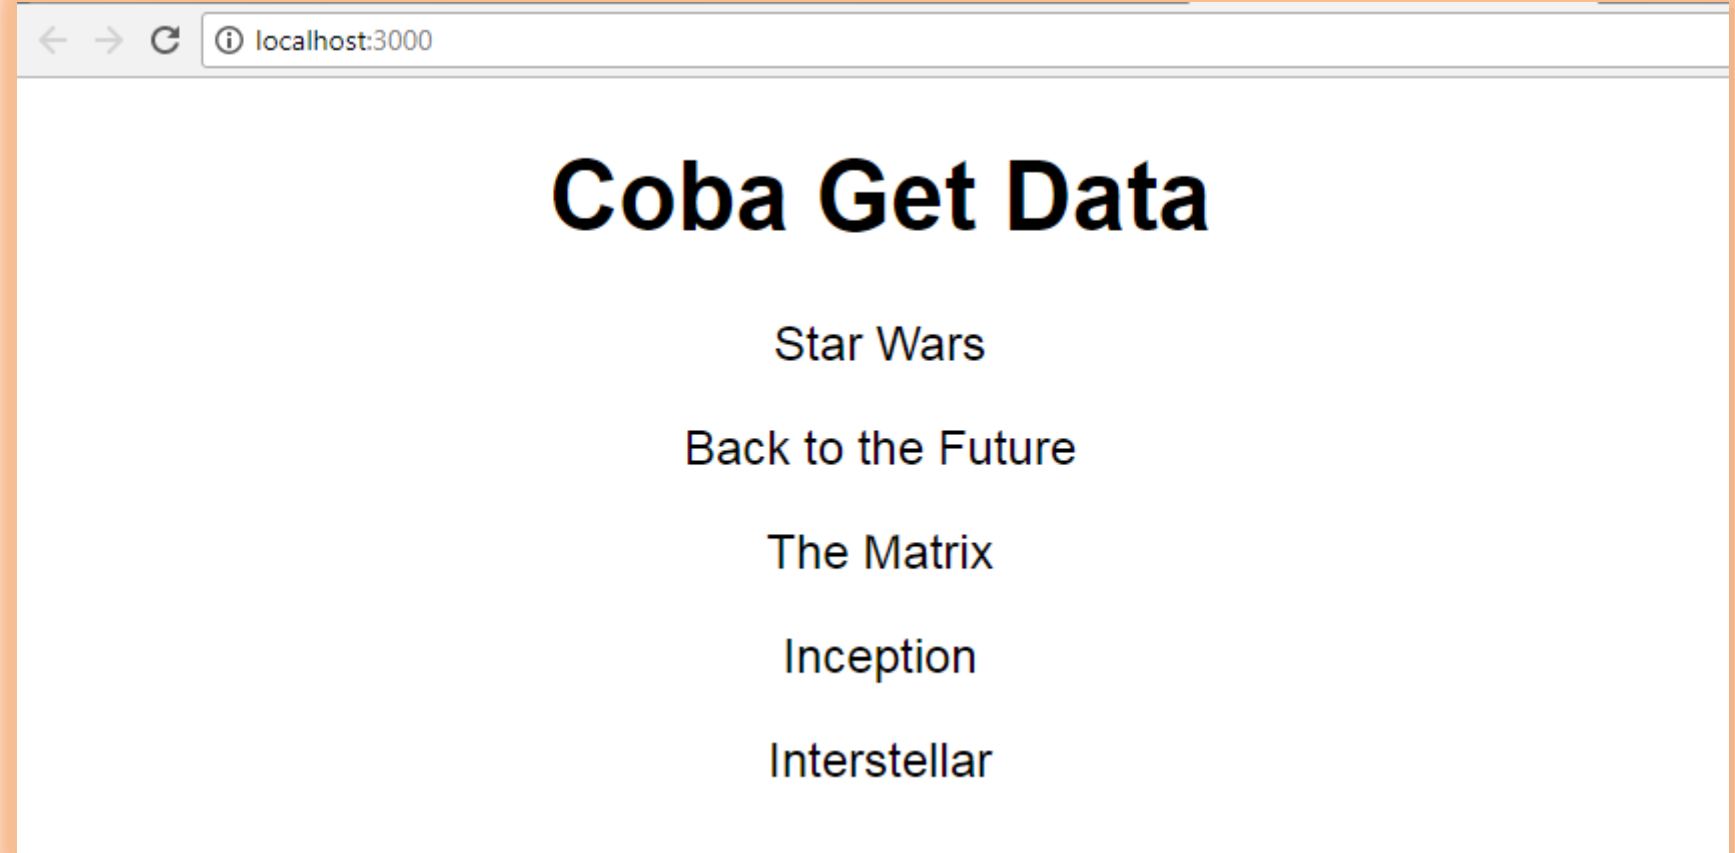 localhost:3000
Coba Get Data
Star Wars
Back to the Future
The Matrix
Inception
Interstellar